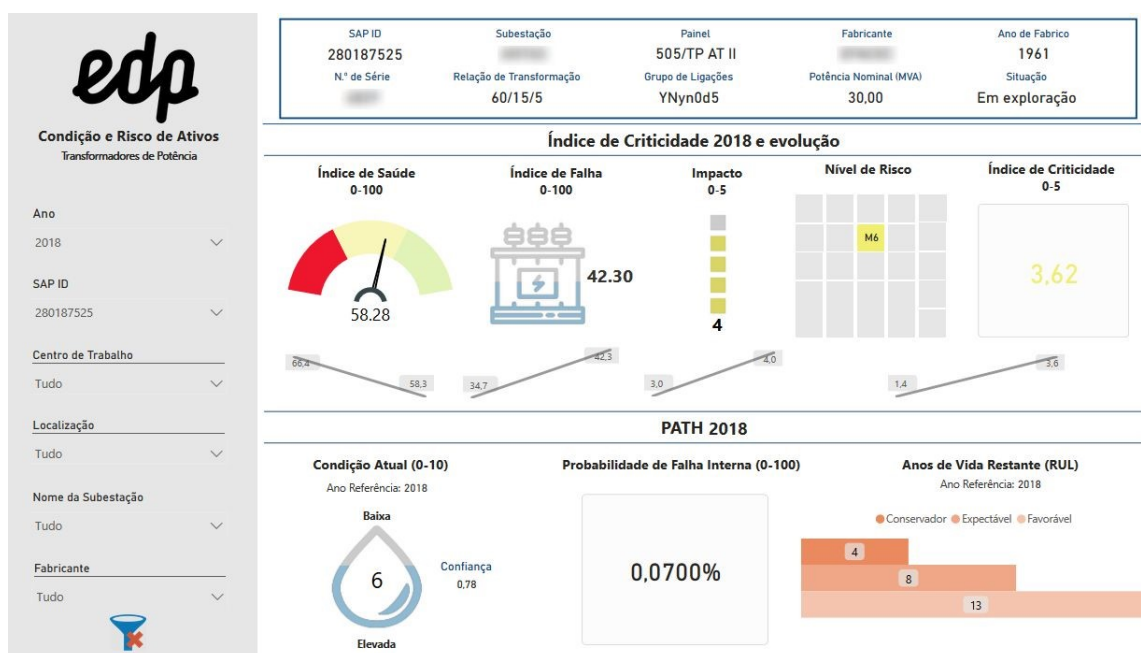 edp
Condição e Risco de Ativos
Transformadores de Potência
Ano
2018
SAP ID
280187525
Centro de Trabalho
Tudo
Localização
Tudo
Nome da Subestação
Tudo
Fabricante
Tudo
SAP ID
280187525
Subestação
Painel
505/TP AT II
Fabricante
Ano de Fabrico
1961
N.º de Série
Relação de Transformação
60/15/5
Grupo de Ligações
YNyn0d5
Potência Nominal (MVA)
30,00
Situação
Em exploração
Índice de Criticidade 2018 e evolução
Índice de Saúde
0-100
58.28
66,4
58,3
Índice de Falha
0-100
42.30
34,7
42,3
Impacto
0-5
4
3,0
4,0
Nível de Risco
M6
Índice de Criticidade
0-5
3,62
1,4
3,6
PATH 2018
Condição Atual (0-10)
Ano Referência: 2018
Baixa
6
Elevada
Confiança
0,78
Probabilidade de Falha Interna (0-100)
0,0700%
Anos de Vida Restante (RUL)
Ano Referência: 2018
Conservador Expectável Favorável
4
8
13